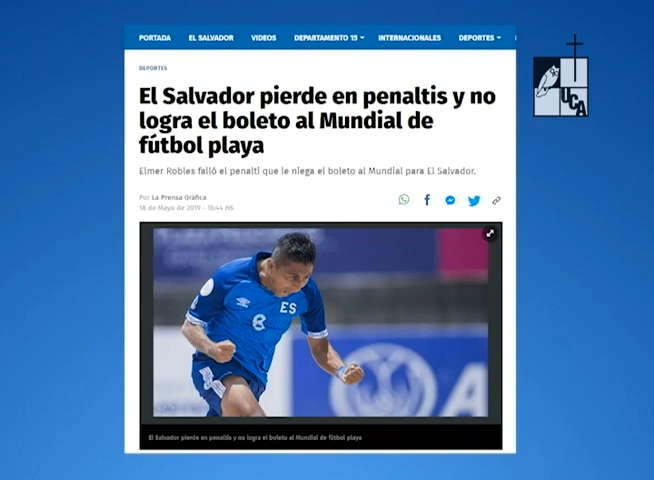 PORTADA EL SALVADOR VIDEOS DEPARTAMENTO 15 INTERNACIONALES DEPORTES
UCA
DEPORTES
El Salvador pierde en penaltis y no
logra el boleto al Mundial de
fútbol playa
Elmer Robles falló el penalti que le niega el boleto al Mundial para El Salvador.
Por La Prensa Gráfica
18 de Mayo de 2019 - 15:44 HS
ES
8
A
El Salvador pierde en penaltis y no logra el boleto al Mundial de fútbol playa